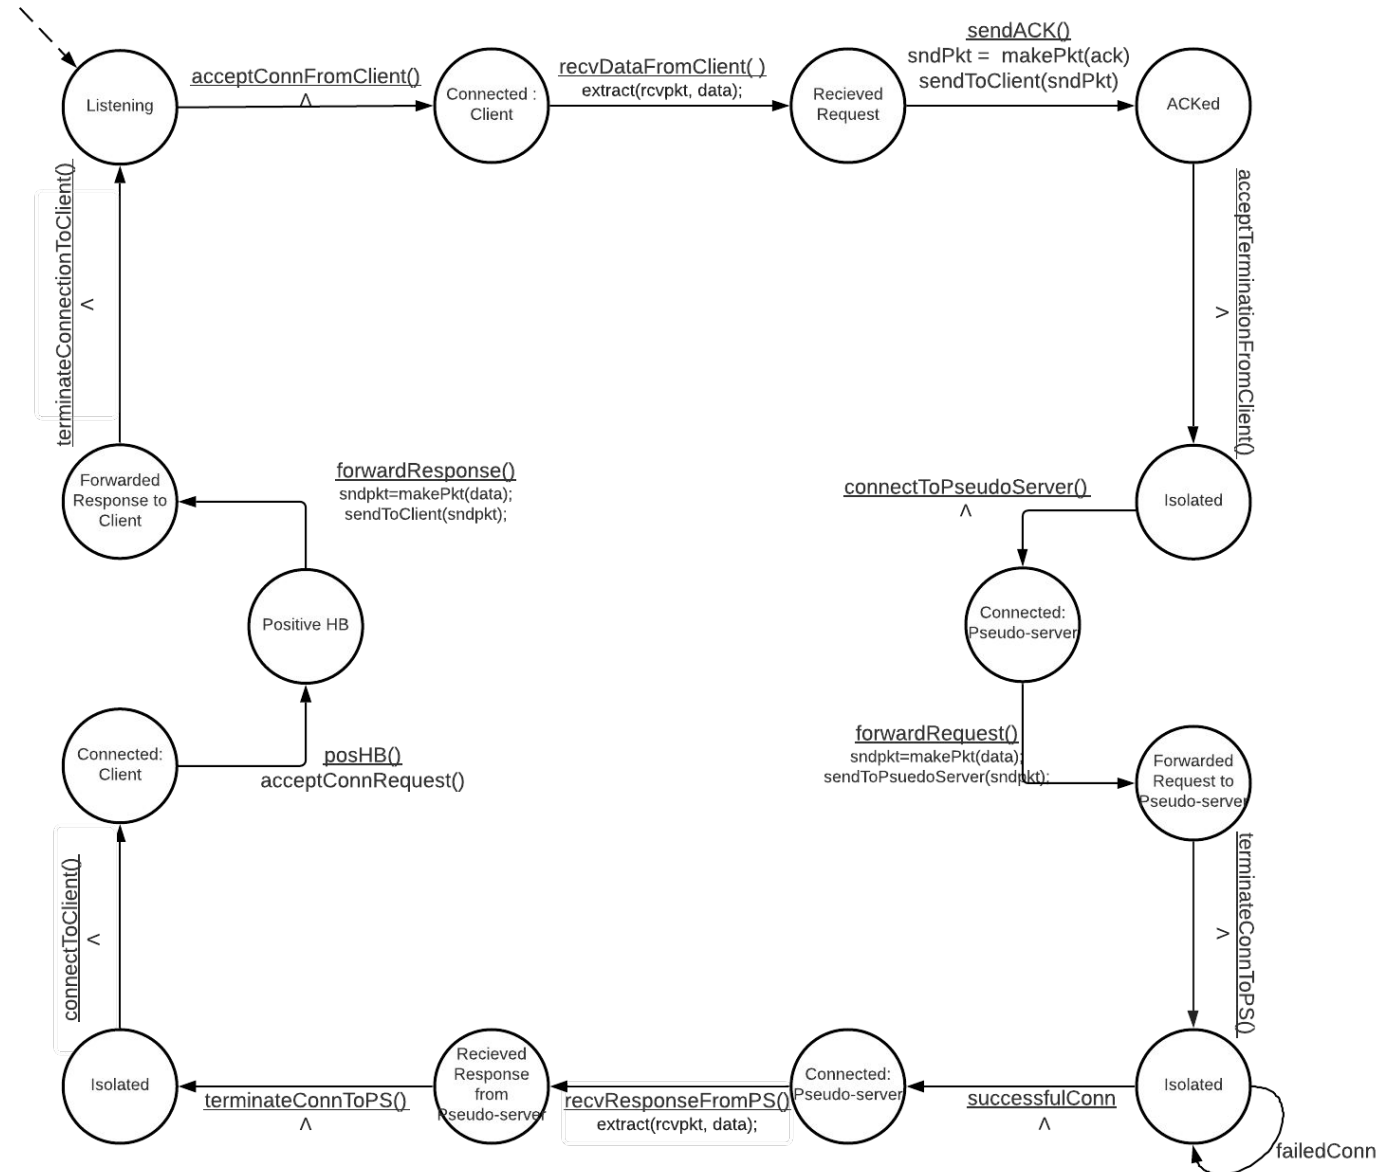 sendACK()
sndPkt = makePkt(ack)
sendToClient(sndPkt)
acceptConnFromClient()
Λ
recvDataFromClient( )
extract(rcvpkt, data);
Listening
Connected :
Client
Recieved
Request
ACKed
terminateConnectionToClient()
Λ
acceptTerminationFromClient()
Λ
Forwarded
Response to
Client
forwardResponse()
sndpkt=makePkt(data);
sendToClient(sndpkt);
connectToPseudoServer()
Λ
Isolated
Positive HB
Connected:
Pseudo-server
Connected:
Client
posHB()
acceptConnRequest()
forwardRequest()
sndpkt=makePkt(data);
sendToPsuedoServer(sndpkt);
Forwarded
Request to
Pseudo-server
connectToClient()
Λ
terminateConnToPS()
Λ
Isolated
terminateConnToPS()
Λ
Recieved
Response
from
Pseudo-server
recvResponseFromPS()
extract(rcvpkt, data);
Connected:
Pseudo-server
successfulConn
Λ
Isolated
failedConn